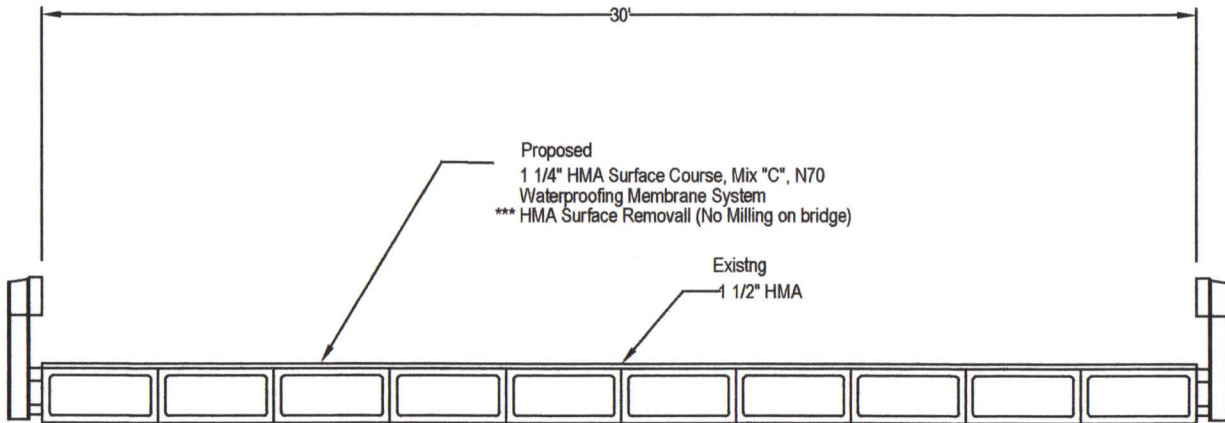 30'
Proposed
1 1/4" HMA Surface Course, Mix "C", N70
Waterproofing Membrane System
*** HMA Surface Removall (No Milling on bridge)
Existng
1 1/2" HMA